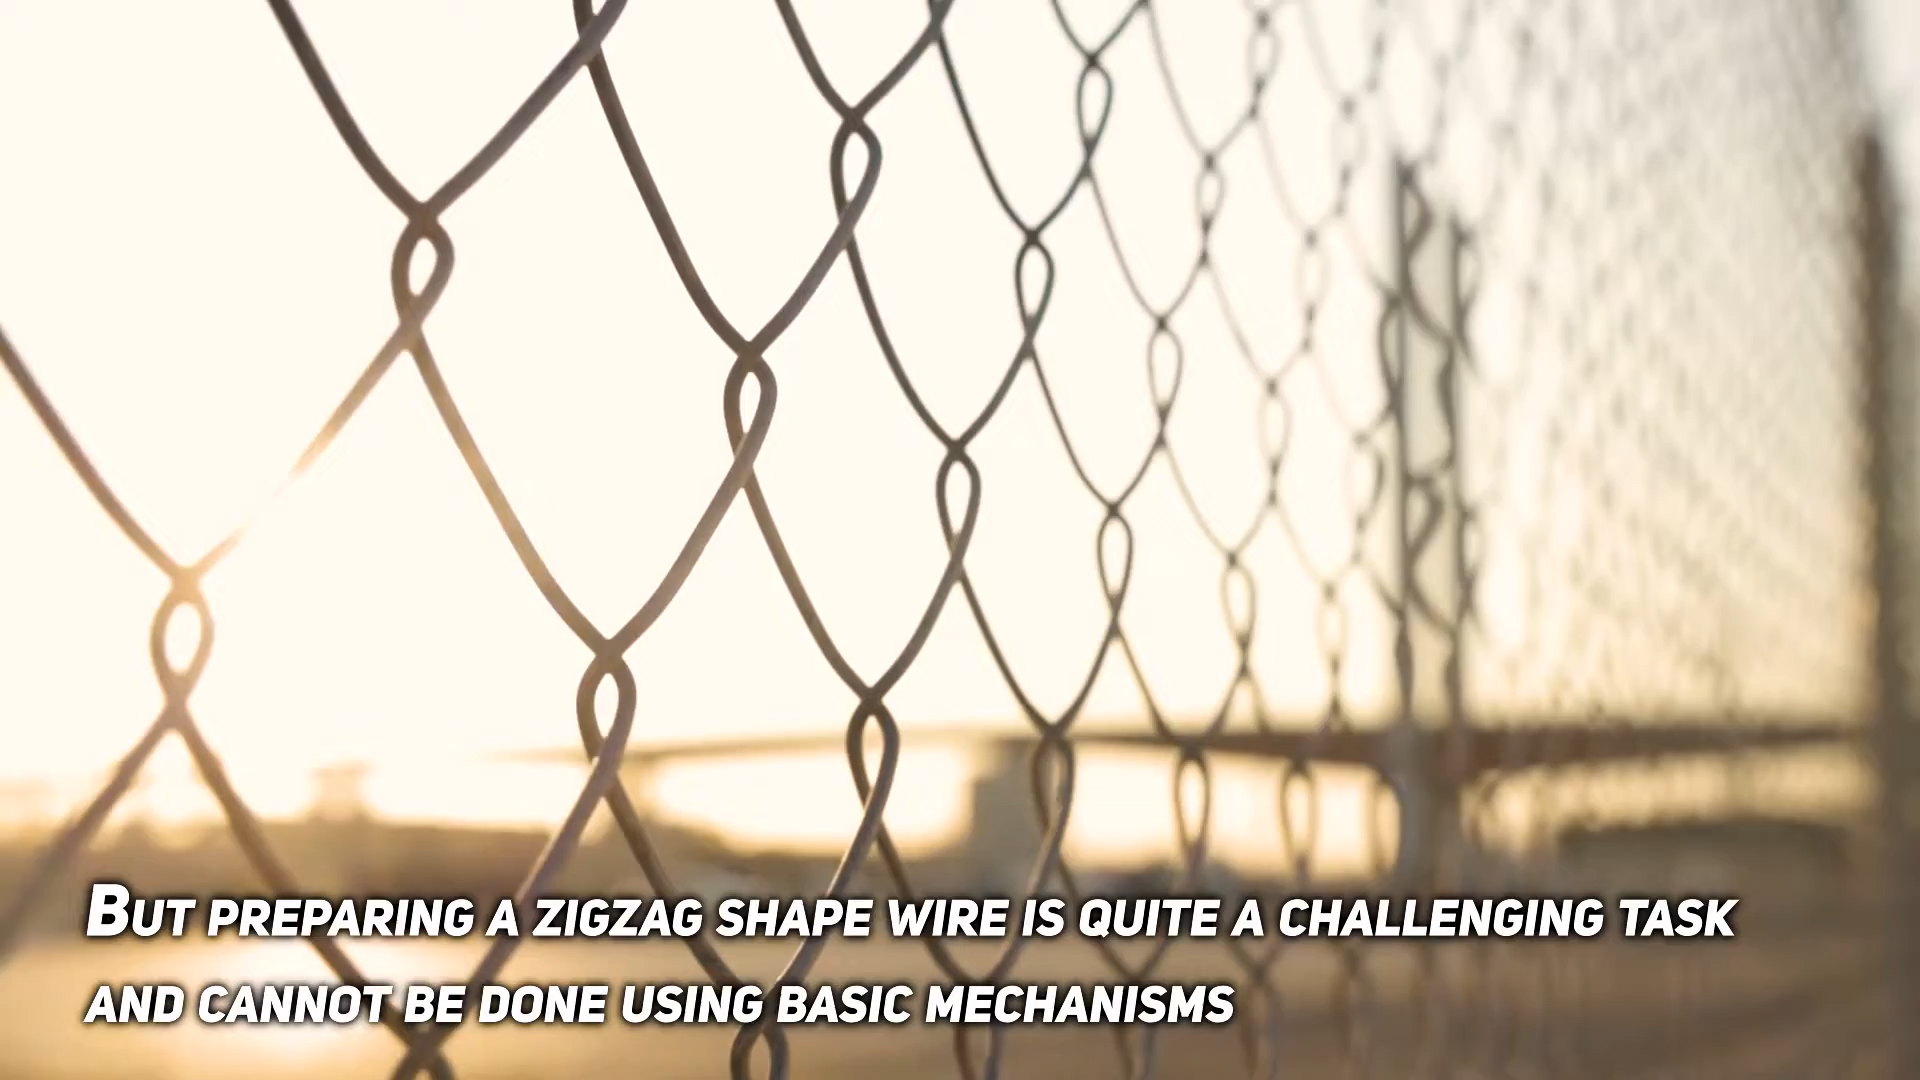 But preparing a zigzag shape wire is quite a challenging task
and cannot be done using basic mechanisms